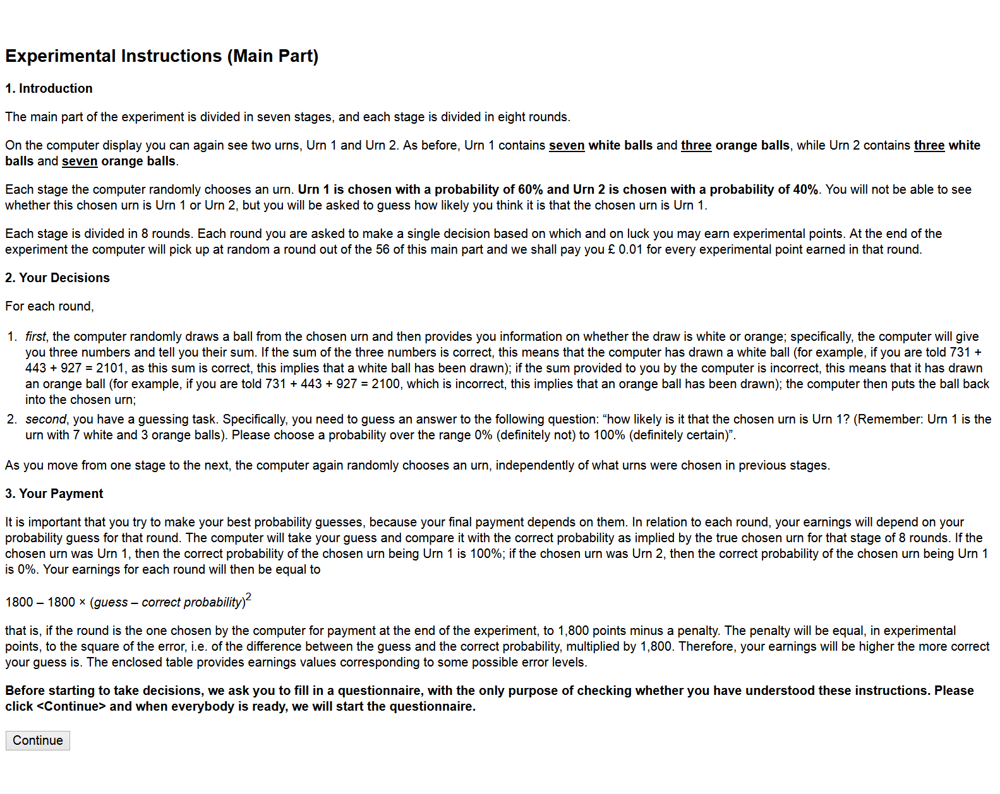 Experimental Instructions (Main Part)
1. Introduction
The main part of the experiment is divided in seven stages, and each stage is divided in eight rounds.
On the computer display you can again see two urns, Urn 1 and Urn 2. As before, Urn 1 contains seven white balls and three orange balls, while Urn 2 contains three white
balls and seven orange balls.
Each stage the computer randomly chooses an urn. Urn 1 is chosen with a probability of 60% and Urn 2 is chosen with a probability of 40%. You will not be able to see
whether this chosen urn is Urn 1 or Urn 2, but you will be asked to guess how likely you think it is that the chosen urn is Urn 1.
Each stage is divided in 8 rounds. Each round you are asked to make a single decision based on which and on luck you may earn experimental points. At the end of the
experiment the computer will pick up at random a round out of the 56 of this main part and we shall pay you £ 0.01 for every experimental point earned in that round.
2. Your Decisions
For each round,
1. first, the computer randomly draws a ball from the chosen urn and then provides you information on whether the draw is white or orange; specifically, the computer will give
you three numbers and tell you their sum. If the sum of the three numbers is correct, this means that the computer has drawn a white ball (for example, if you are told 731 +
443 + 927 = 2101, as this sum is correct, this implies that a white ball has been drawn); if the sum provided to you by the computer is incorrect, this means that it has drawn
an orange ball (for example, if you are told 731 + 443 + 927 = 2100, which is incorrect, this implies that an orange ball has been drawn); the computer then puts the ball back
into the chosen urn;
2. second, you have a guessing task. Specifically, you need to guess an answer to the following question: “how likely is it that the chosen urn is Urn 1? (Remember: Urn 1 is the
urn with 7 white and 3 orange balls). Please choose a probability over the range 0% (definitely not) to 100% (definitely certain)”.
As you move from one stage to the next, the computer again randomly chooses an urn, independently of what urns were chosen in previous stages.
3. Your Payment
It is important that you try to make your best probability guesses, because your final payment depends on them. In relation to each round, your earnings will depend on your
probability guess for that round. The computer will take your guess and compare it with the correct probability as implied by the true chosen urn for that stage of 8 rounds. If the
chosen urn was Urn 1, then the correct probability of the chosen urn being Urn 1 is 100%; if the chosen urn was Urn 2, then the correct probability of the chosen urn being Urn 1
is 0%. Your earnings for each round will then be equal to
1800 – 1800 × (guess – correct probability)²
that is, if the round is the one chosen by the computer for payment at the end of the experiment, to 1,800 points minus a penalty. The penalty will be equal, in experimental
points, to the square of the error, i.e. of the difference between the guess and the correct probability, multiplied by 1,800. Therefore, your earnings will be higher the more correct
your guess is. The enclosed table provides earnings values corresponding to some possible error levels.
Before starting to take decisions, we ask you to fill in a questionnaire, with the only purpose of checking whether you have understood these instructions. Please
click <Continue> and when everybody is ready, we will start the questionnaire.
Continue